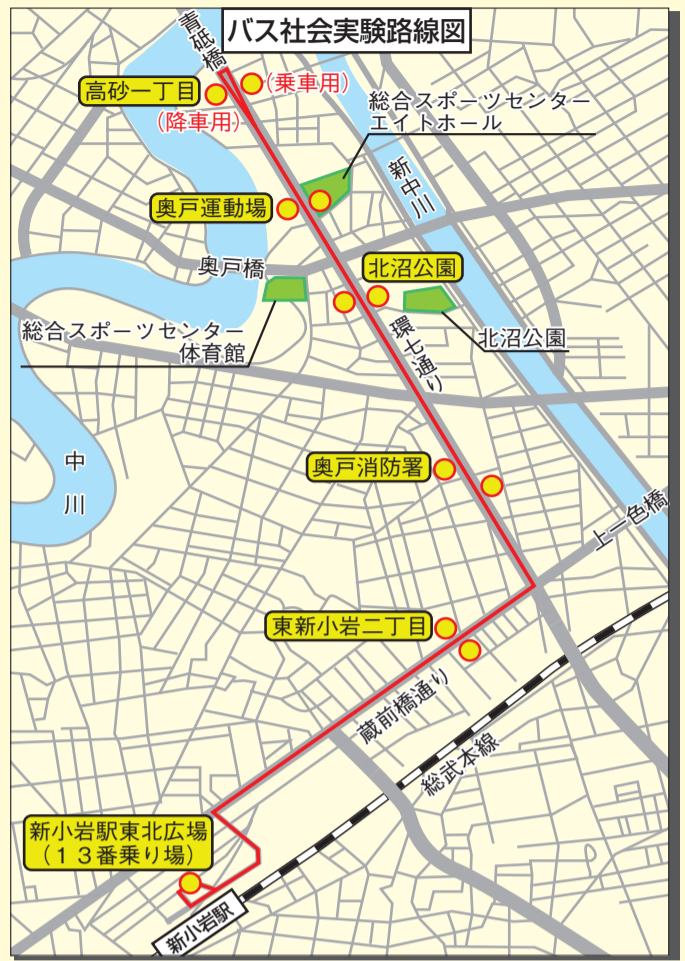 バス社会実験路線図
青砥橋
高砂一丁目
(乗車用)
(降車用)
総合スポーツセンター
エイトホール
新中川
奥戸運動場
奥戸橋
北沼公園
総合スポーツセンター
体育館
北沼公園
環七通り
中川
奥戸消防署
上一色橋
東新小岩二丁目
蔵前橋通り
総武本線
新小岩駅東北広場
(13番乗り場)
新小岩駅